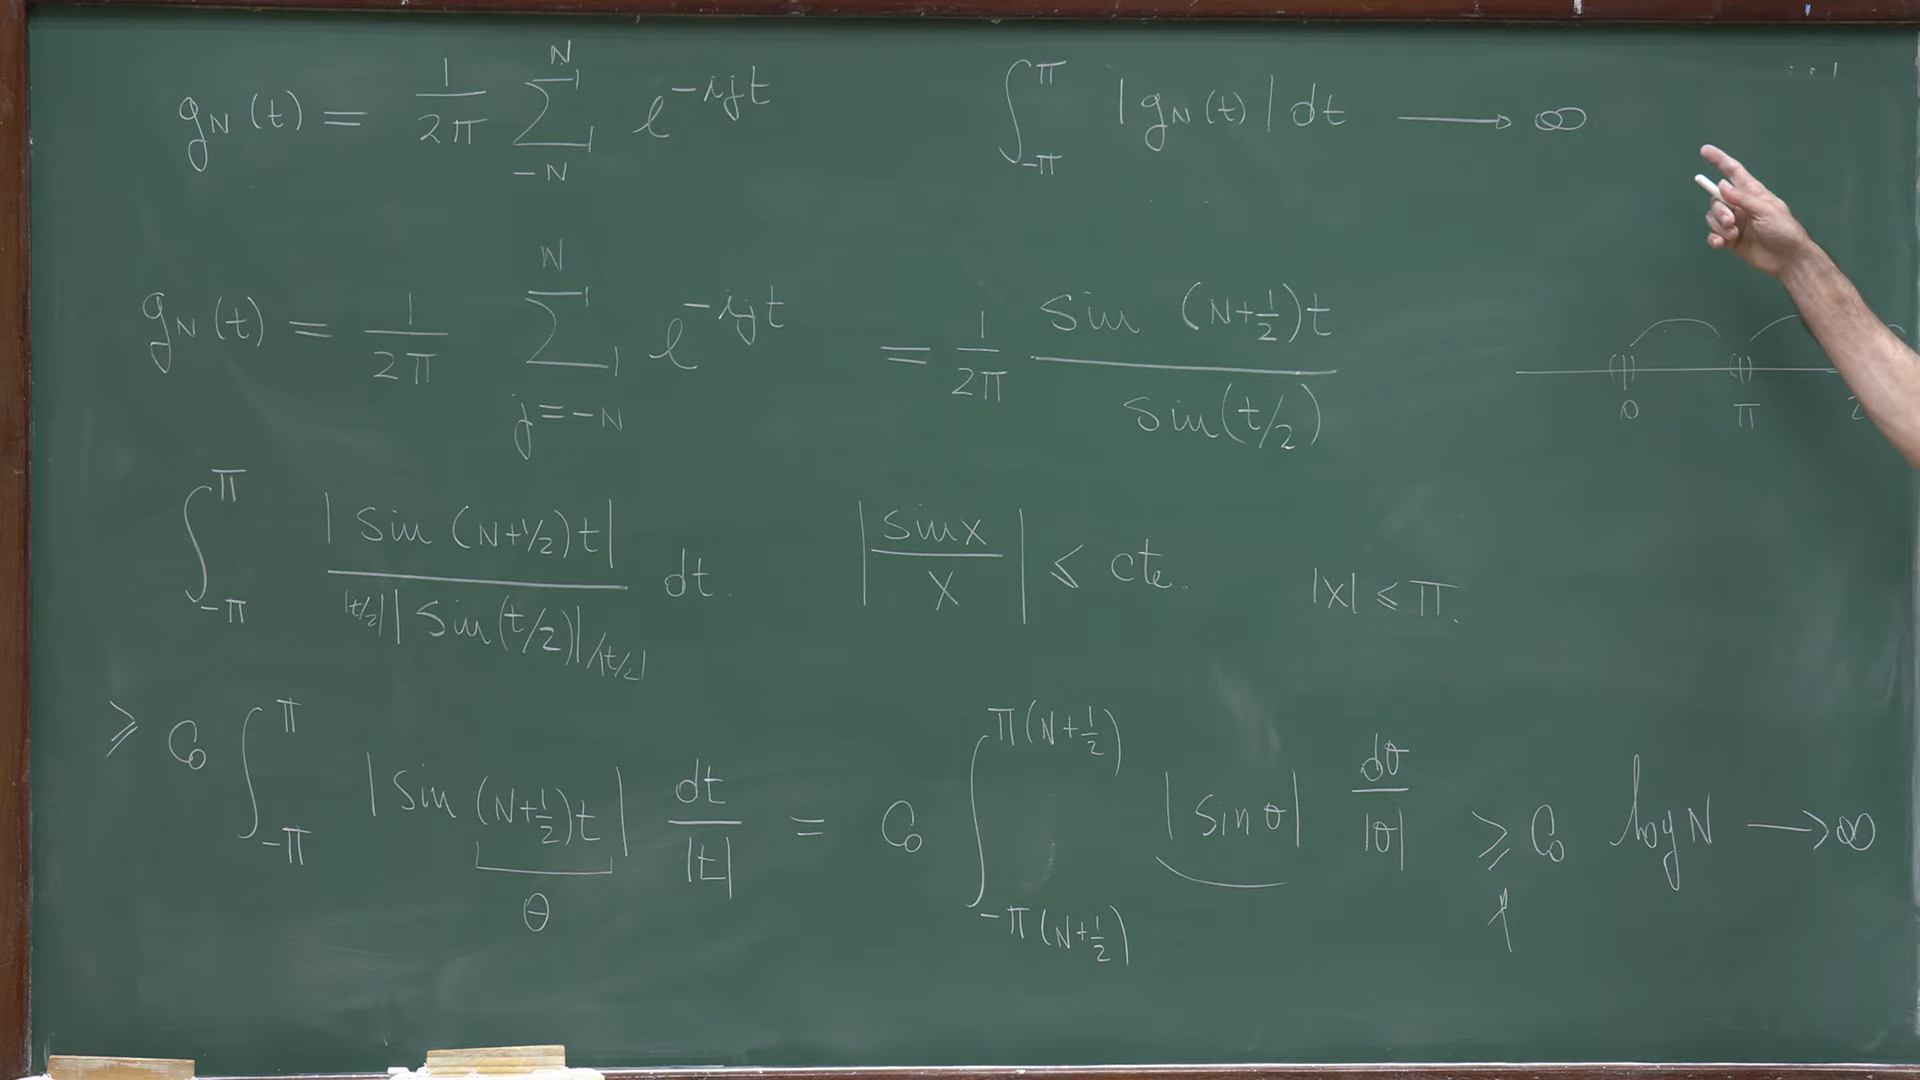 g_N(t) = 1/2π ∑_{-N}^{N} e^{-ijt}    ∫_{-π}^{π} |g_N(t)| dt ⟶ ∞
g_N(t) = 1/2π ∑_{j=-N}^{N} e^{-ijt} = 1/2π sin (N+1/2)t / sin(t/2)
0 π 2
∫_{-π}^{π} |sin (N+1/2)t| / |t/2| |sin(t/2)|/|t/2| dt.    |sin x / x| ⩽ cte.    |x| ⩽ π.
⩾ C₀ ∫_{-π}^{π} |sin (N+1/2)t| dt/|t| = C₀ ∫_{-π(N+1/2)}^{π(N+1/2)} |sin θ| dθ/|θ| ⩾ C₀ log N ⟶ ∞
θ